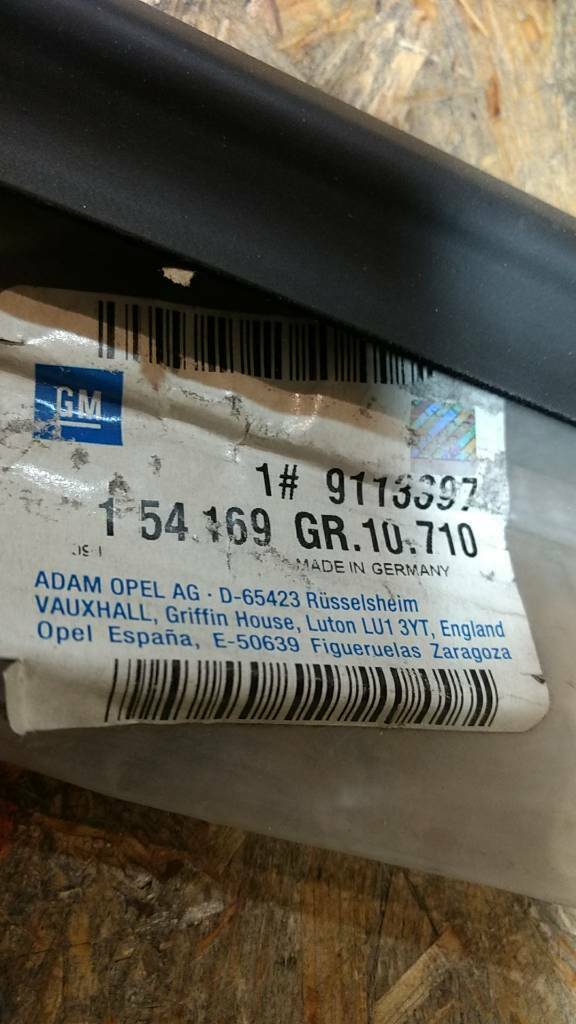 GM
1# 9113397
1 54 169 GR.10.710
MADE IN GERMANY
ADAM OPEL AG · D-65423 Rüsselsheim
VAUXHALL, Griffin House, Luton LU1 3YT, England
Opel España, E-50639 Figueruelas Zaragoza